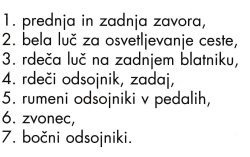 1. prednja in zadnja zavora,
2. bela luč za osvetljevanje ceste,
3. rdeča luč na zadnjem blatniku,
4. rdeči odsojnik, zadaj,
5. rumeni odsojniki v pedalih,
6. zvonec,
7. bočni odsojniki.